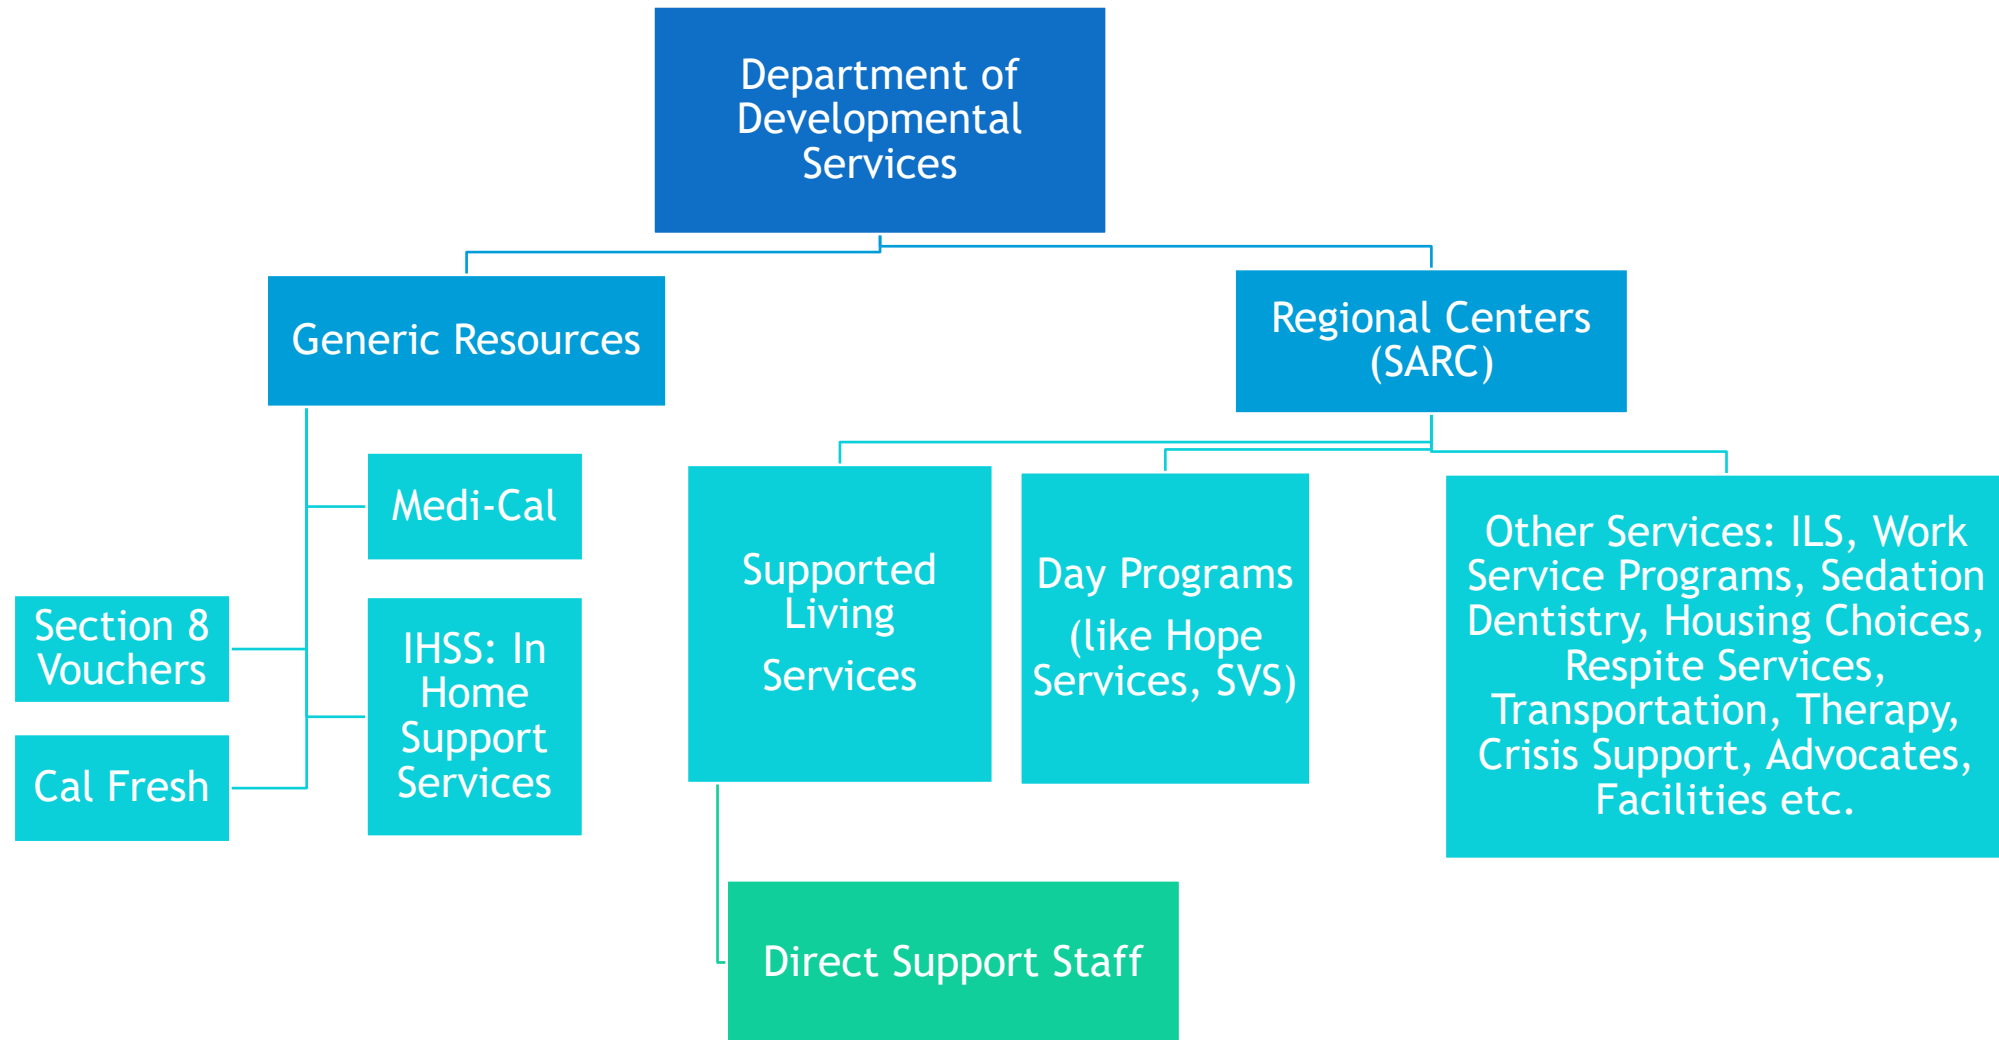 Department of
Developmental
Services
Generic Resources
Regional Centers
(SARC)
Medi-Cal
Section 8
Vouchers
IHSS: In
Home
Support
Services
Cal Fresh
Supported
Living
Services
Day Programs
(like Hope
Services, SVS)
Other Services: ILS, Work
Service Programs, Sedation
Dentistry, Housing Choices,
Respite Services,
Transportation, Therapy,
Crisis Support, Advocates,
Facilities etc.
Direct Support Staff